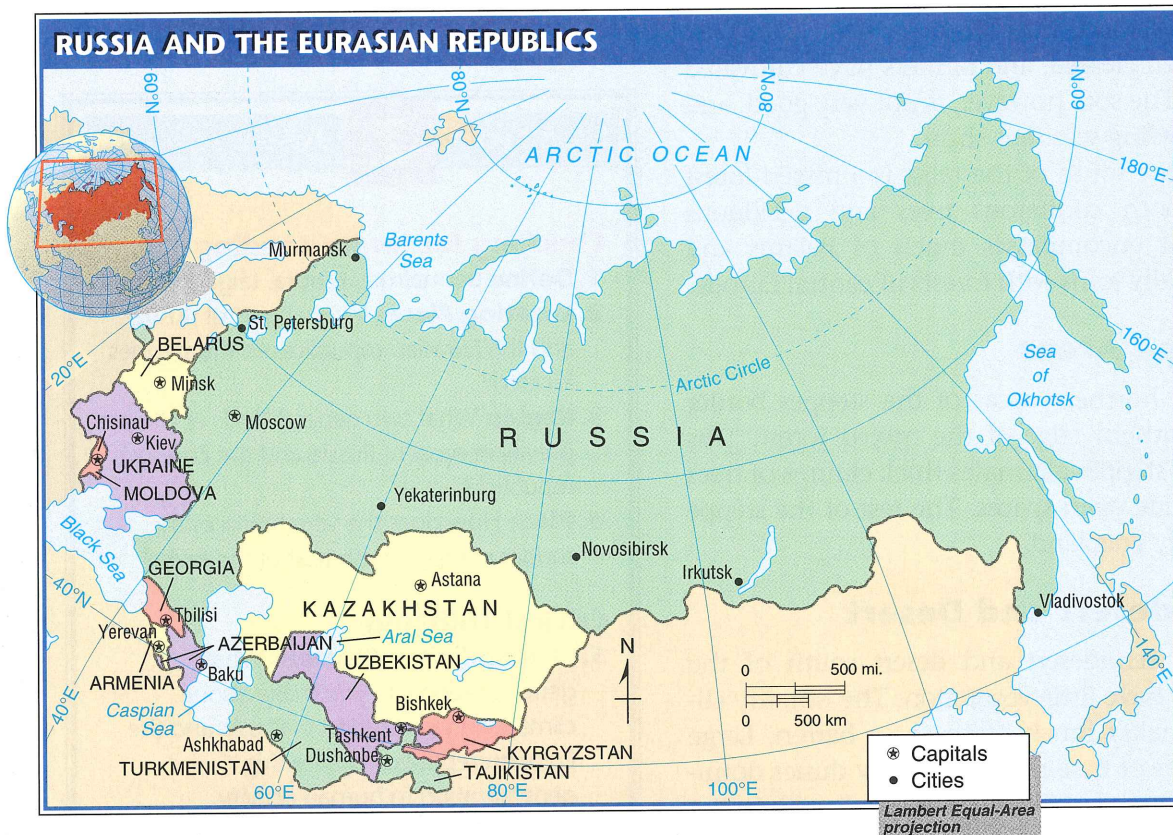 RUSSIA AND THE EURASIAN REPUBLICS
60°N
80°N
80°N
60°N
ARCTIC OCEAN
180°E
Barents
Sea
Murmansk
St. Petersburg
BELARUS
20°E
Minsk
Arctic Circle
160°E
Sea
of
Okhotsk
Chisinau
Kiev
Moscow
RUSSIA
UKRAINE
MOLDOVA
Yekaterinburg
Black Sea
Novosibirsk
GEORGIA
Astana
Irkutsk
40°N
KAZAKHSTAN
Vladivostok
Tbilisi
Yerevan
AZERBAIJAN
Aral Sea
N
140°E
UZBEKISTAN
ARMENIA
Baku
0 500 mi.
0 500 km
40°E
Caspian
Sea
Bishkek
Ashkhabad
Tashkent
KYRGYZSTAN
Dushanbe
TURKMENISTAN
TAJIKISTAN
60°E
80°E
100°E
Capitals
Cities
Lambert Equal-Area
projection